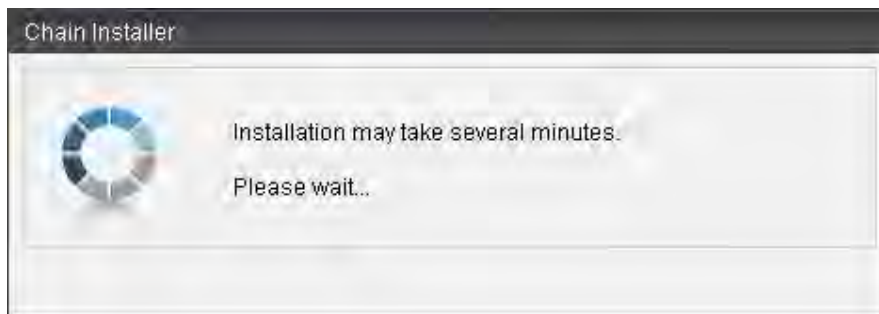 Chain Installer
Installation may take several minutes.
Please wait...